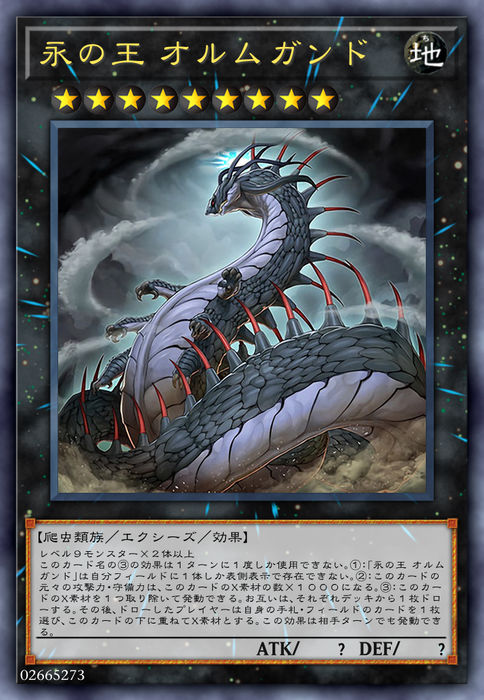 永の王 オルムガンド
地
ち
【爬虫類族／エクシーズ／効果】
レベル９モンスター×２体以上
このカード名の③の効果は１ターンに１度しか使用できない。①：「永の王 オルム
ガンド」は自分フィールドに１体しか表側表示で存在できない。②：このカードの
元々の攻撃力・守備力は、このカードのX素材の数×１０００になる。③：このカー
ドのX素材を１つ取り除いて発動できる。お互いは、それぞれデッキから１枚ドロ
ーする。その後、ドローしたプレイヤーは自身の手札・フィールドのカードを１枚
選び、このカードの下に重ねてX素材とする。この効果は相手ターンでも発動でき
る。
ATK/ ? DEF/ ?
02665273